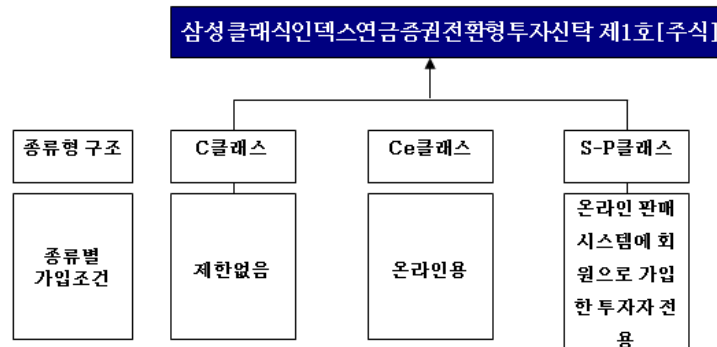 삼성클래식인덱스연금증권전환형투자신탁 제1호[주식]
종류형 구조
C클래스
Ce클래스
S-P클래스
종류별
가입조건
제한없음
온라인용
온라인 판매
시스템에 회
원으로 가입
한 투자자 전
용